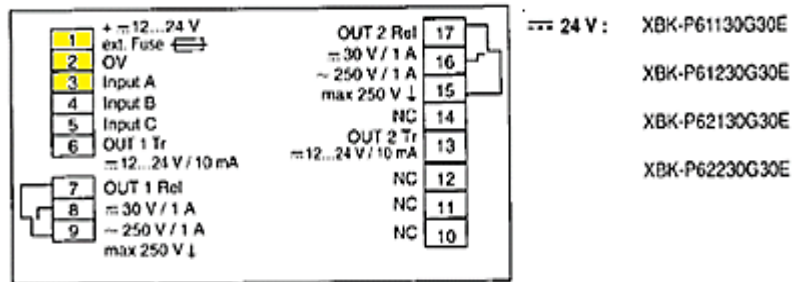 1 + ⎓12...24 V
ext. Fuse
2 OV
3 Input A
4 Input B
5 Input C
6 OUT 1 Tr
⎓12...24 V / 10 mA
7 OUT 1 Rel
8 ⎓ 30 V / 1 A
9 ~ 250 V / 1 A
max 250 V ↓
OUT 2 Rel 17
⎓ 30 V / 1 A 16
~ 250 V / 1 A
max 250 V ↓ 15
NC 14
OUT 2 Tr 13
⎓12...24 V / 10 mA
NC 12
NC 11
NC 10
⎓ 24 V : XBK-P61130G30E
XBK-P61230G30E
XBK-P62130G30E
XBK-P62230G30E